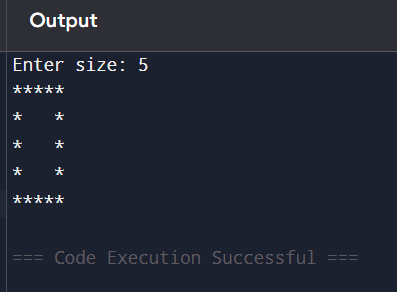 Output
Enter size: 5
*****
*   *
*   *
*   *
*****
=== Code Execution Successful ===